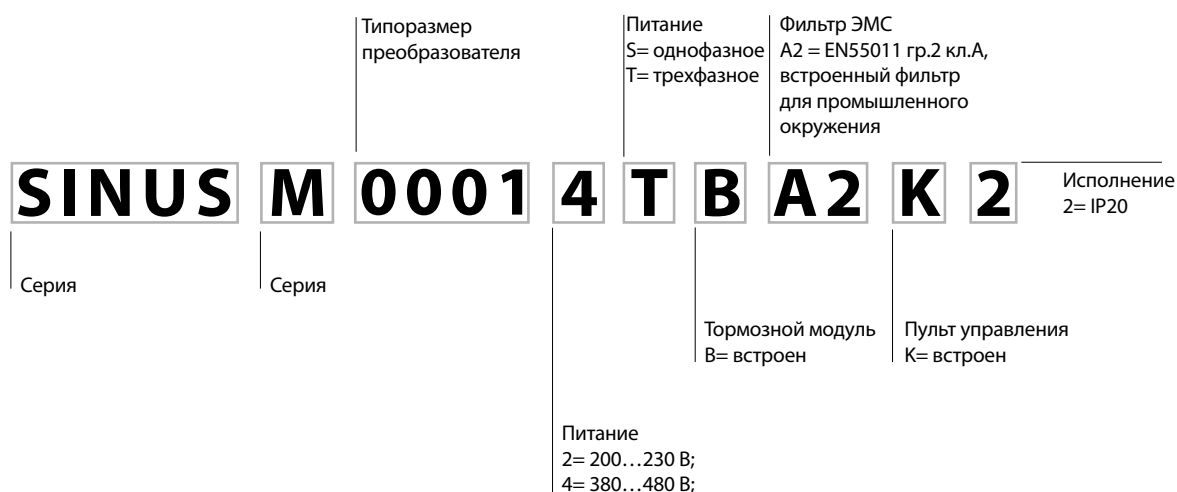 Типоразмер
преобразователя
Питание
S= однофазное
T= трехфазное
Фильтр ЭМС
A2 = EN55011 гр.2 кл.А,
встроенный фильтр
для промышленного
окружения
SINUS M 0001 4 T B A2 K 2
Исполнение
2= IP20
Серия
Серия
Тормозной модуль
B= встроен
Пульт управления
K= встроен
Питание
2= 200…230 В;
4= 380…480 В;